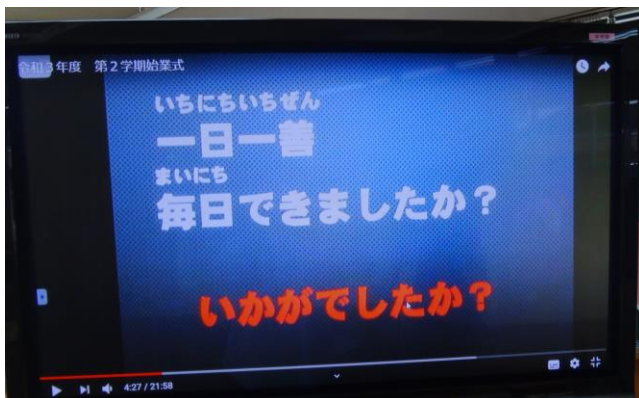 令和3年度 第2学期始業式
いちにちいちぜん
一日一善
まいにち
毎日できましたか?
いかがでしたか?
4:27 / 21:58